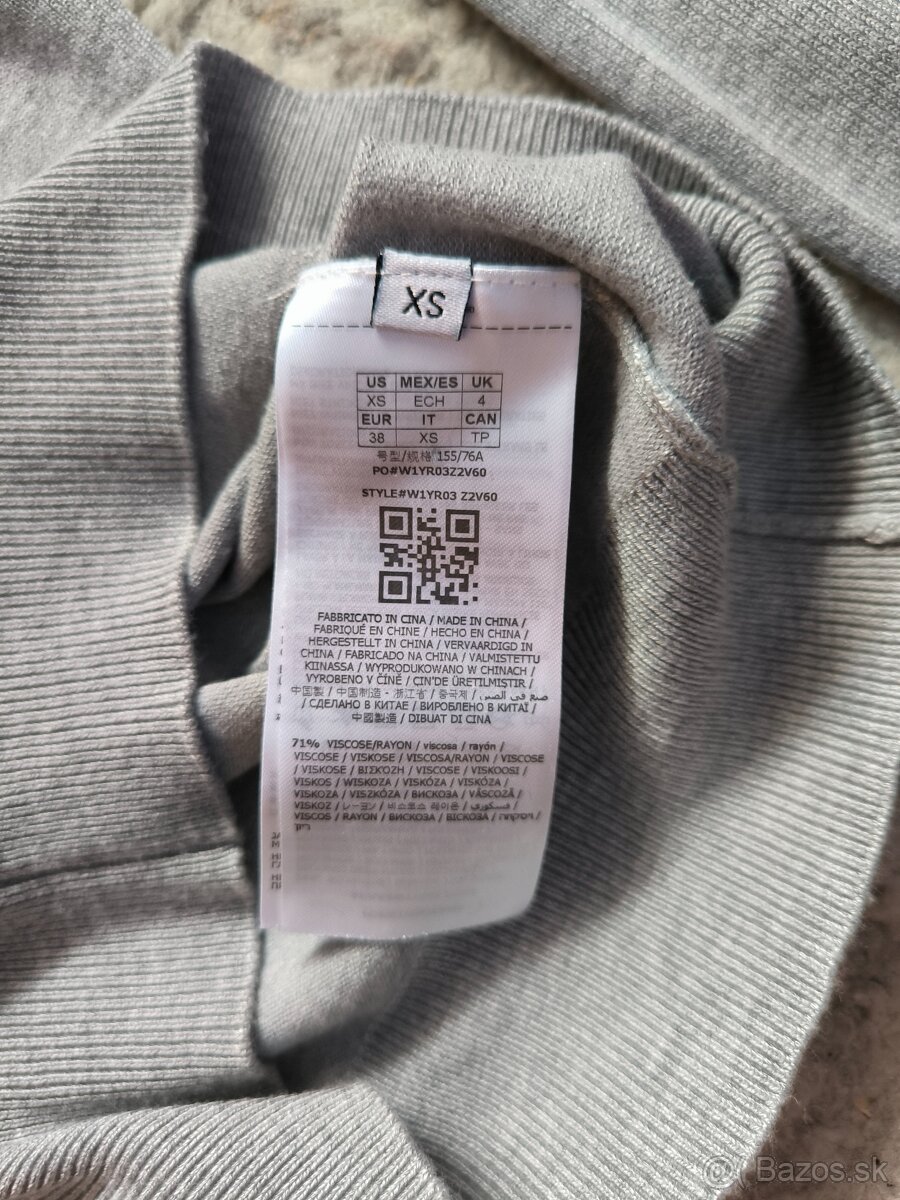 XS
US MEX/ES UK
XS ECH 4
EUR IT CAN
38 XS TP
号型/规格 155/76A
PO#W1YR03Z2V60
STYLE#W1YR03 Z2V60
FABBRICATO IN CINA / MADE IN CHINA /
FABRIQUÉ EN CHINE / HECHO EN CHINA /
HERGESTELLT IN CHINA / VERVAARDIGD IN
CHINA / FABRICADO NA CHINA / VALMISTETTU
KIINASSA / WYPRODUKOWANO W CHINACH /
VYROBENO V ČÍNĚ / ÇIN'DE ÜRETILMIŞTIR /
中国製 / 中国制造 - 浙江省 / 중국제 / صنع في الصين
/ СДЕЛАНО В КИТАЕ / ВИРОБЛЕНО В КИТАЇ /
中國製造 / DIBUAT DI CINA
71% VISCOSE/RAYON / viscosa / rayón /
VISCOSE / VISKOSE / VISCOSA/RAYON / VISCOSE
/ VISKOSE / ΒΙΣΚΟΖΗ / VISCOSE / VISKOOSI /
VISKOS / WISKOZA / VISKÓZA / VISKÓZA /
VISKOZA / VISZKÓZA / ВИСКОЗА / VÂSCOZĂ /
VISKOZ / レーヨン / 비스코스 레이온 / فسكوزي /
VISCOS / RAYON / ВИСКОЗА / ВІСКОЗА / ויסקוזה/
ריון
@ Bazos.sk